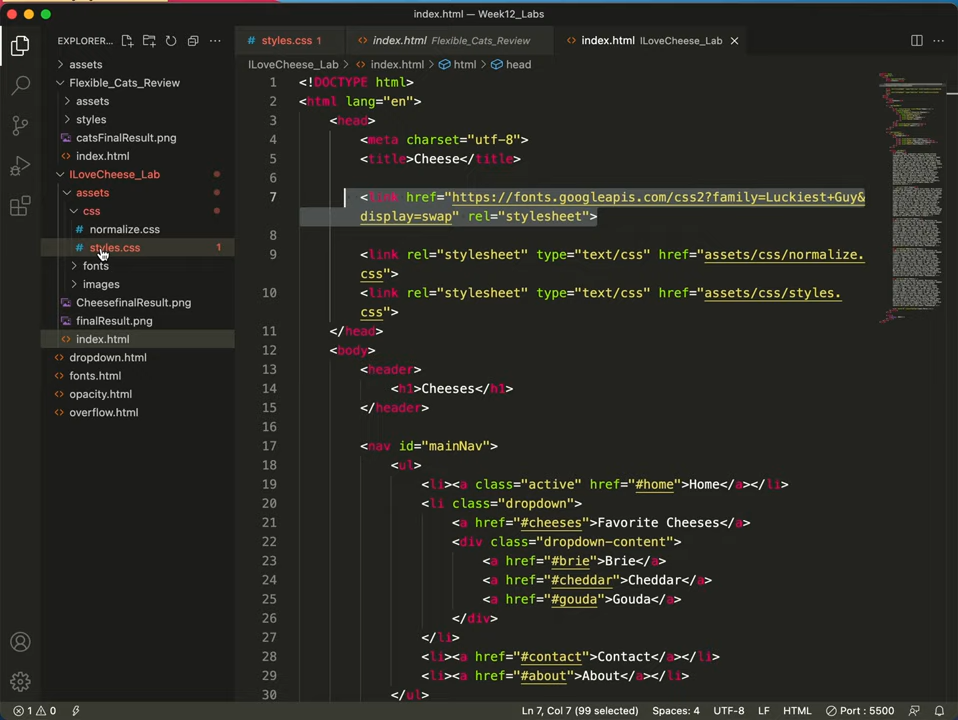 index.html — Week12_Labs
EXPLORER...
assets
Flexible_Cats_Review
assets
styles
catsFinalResult.png
index.html
ILoveCheese_Lab
assets
css
# normalize.css
# styles.css 1
fonts
images
CheesefinalResult.png
finalResult.png
<> index.html
<> dropdown.html
<> fonts.html
<> opacity.html
<> overflow.html
# styles.css 1
<> index.html Flexible_Cats_Review
<> index.html ILoveCheese_Lab
ILoveCheese_Lab > <> index.html > html > head
1 <!DOCTYPE html>
2 <html lang="en">
3 <head>
4 <meta charset="utf-8">
5 <title>Cheese</title>
6
7 <link href="https://fonts.googleapis.com/css2?family=Luckiest+Guy&
display=swap" rel="stylesheet">
8
9 <link rel="stylesheet" type="text/css" href="assets/css/normalize.
css">
10 <link rel="stylesheet" type="text/css" href="assets/css/styles.
css">
11 </head>
12 <body>
13 <header>
14 <h1>Cheeses</h1>
15 </header>
16
17 <nav id="mainNav">
18 <ul>
19 <li><a class="active" href="#home">Home</a></li>
20 <li class="dropdown">
21 <a href="#cheeses">Favorite Cheeses</a>
22 <div class="dropdown-content">
23 <a href="#brie">Brie</a>
24 <a href="#cheddar">Cheddar</a>
25 <a href="#gouda">Gouda</a>
26 </div>
27 </li>
28 <li><a href="#contact">Contact</a></li>
29 <li><a href="#about">About</a></li>
30 </ul>
1 0 Ln 7, Col 7 (99 selected) Spaces: 4 UTF-8 LF HTML Port : 5500